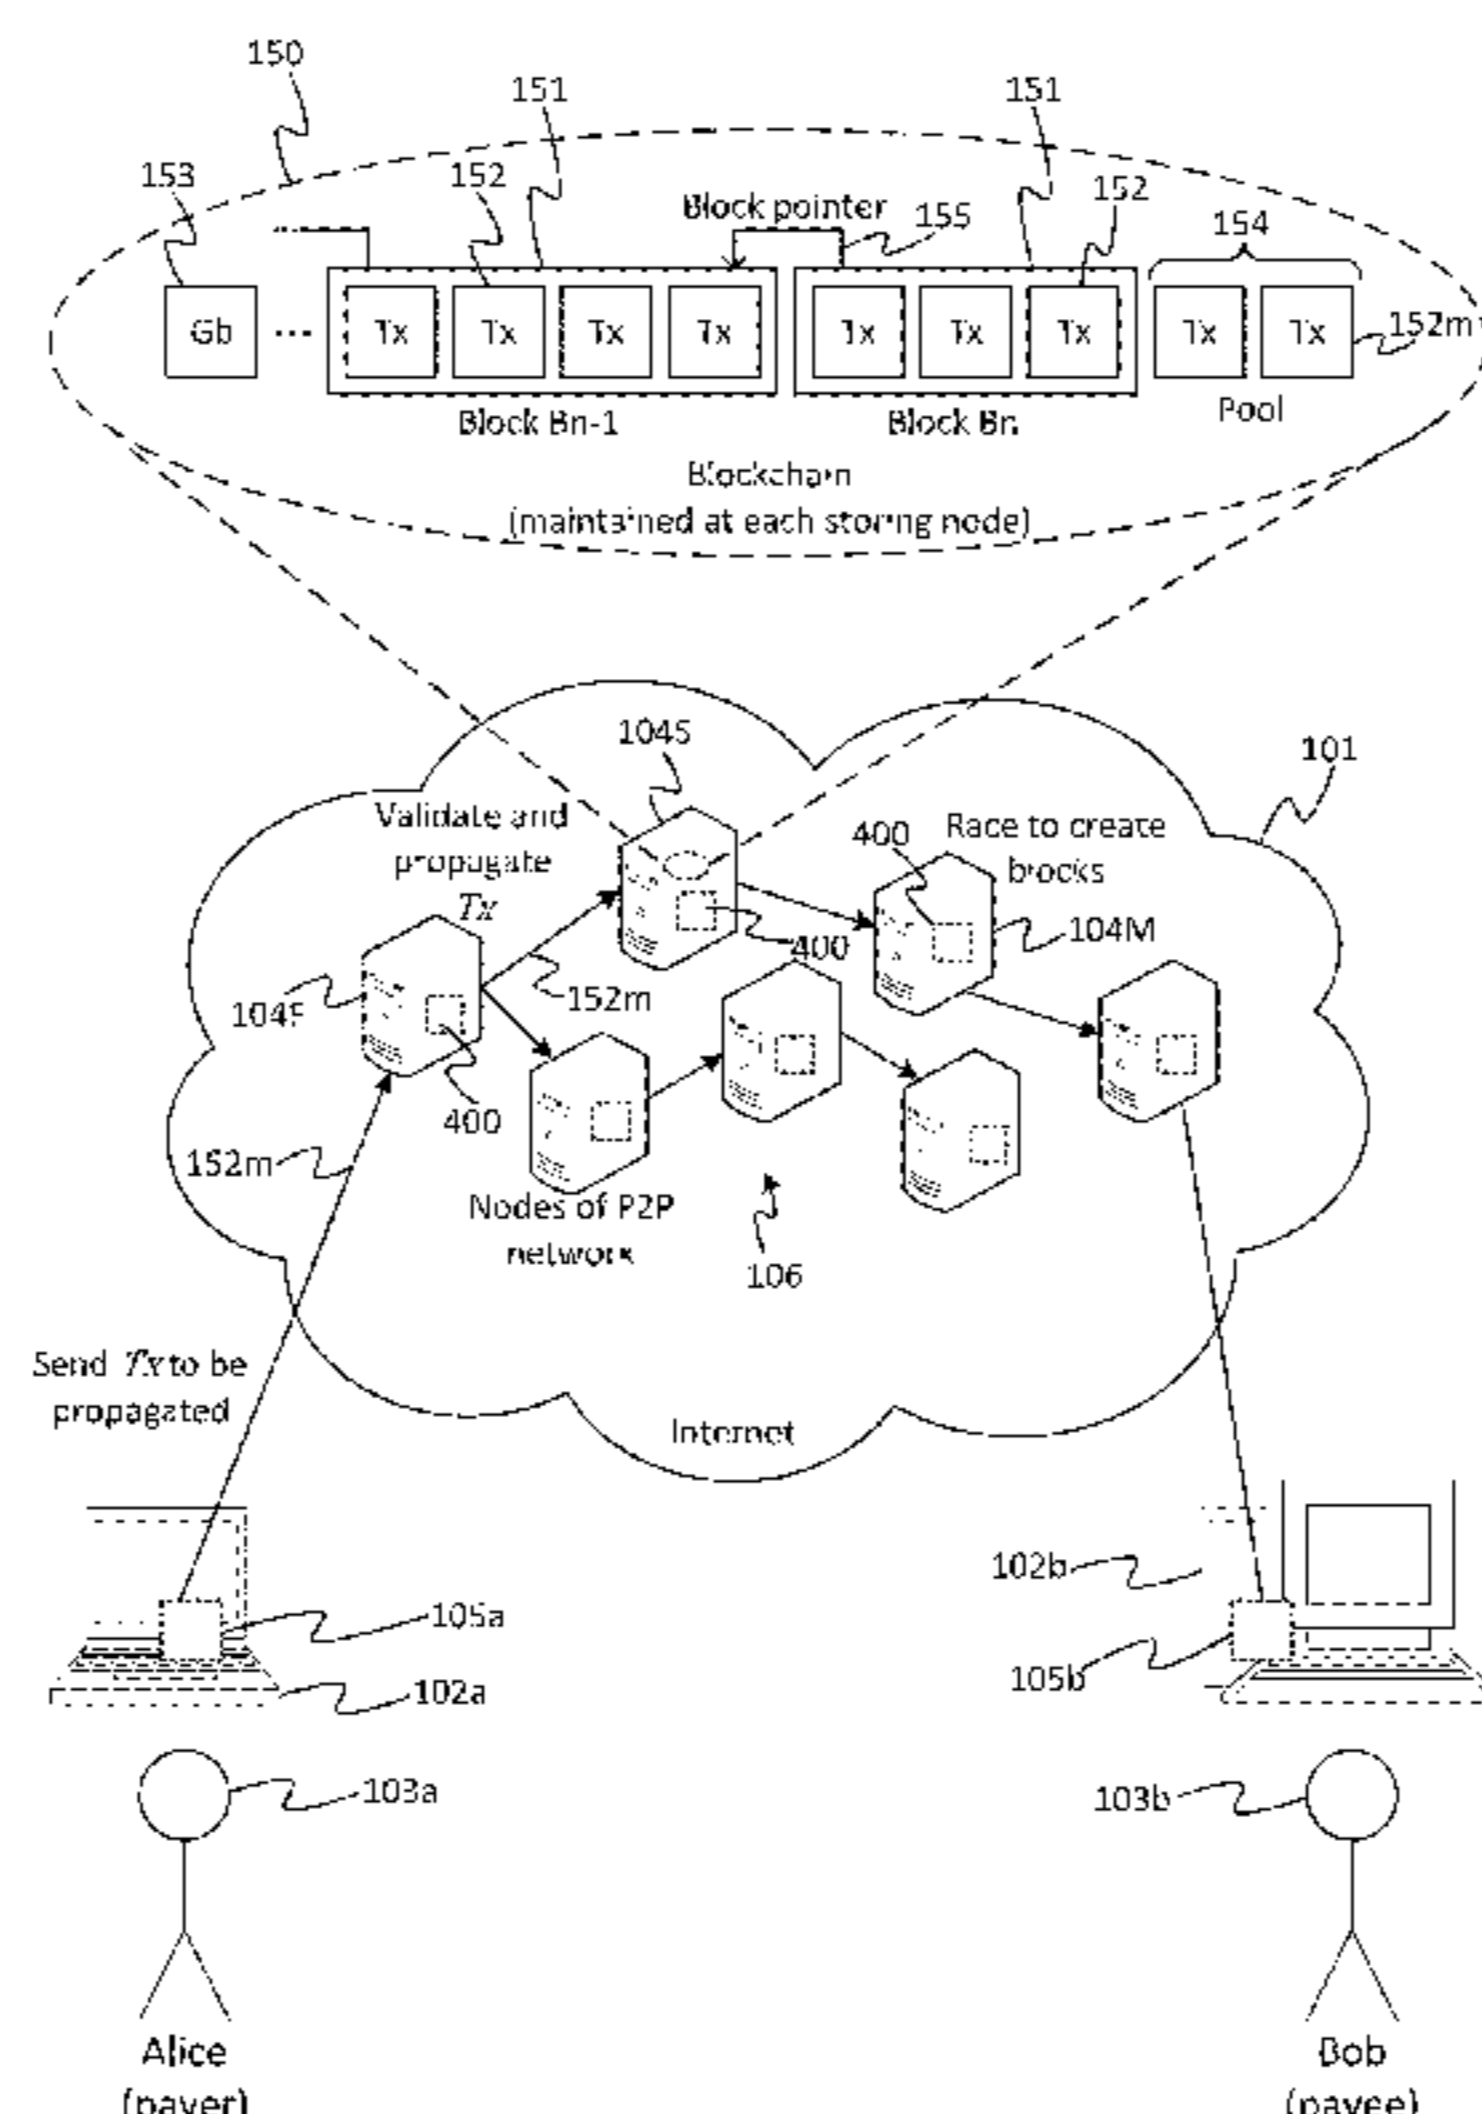 150
151
151
153
152
152
Block pointer
155
154
Gb
...
Tx
Tx
Tx
Tx
Tx
Tx
Tx
Tx
Tx
152m
Block Bn-1
Block Bn
Pool
Blockchain
(maintained at each storing node)
104S
101
Validate and
propagate
Tx
400
Race to create
blocks
400
104M
152m
104F
400
152m
Nodes of P2P
network
106
Send Tx to be
propagated
Internet
102b
105a
105b
102a
103a
103b
Alice
(payer)
Bob
(payee)